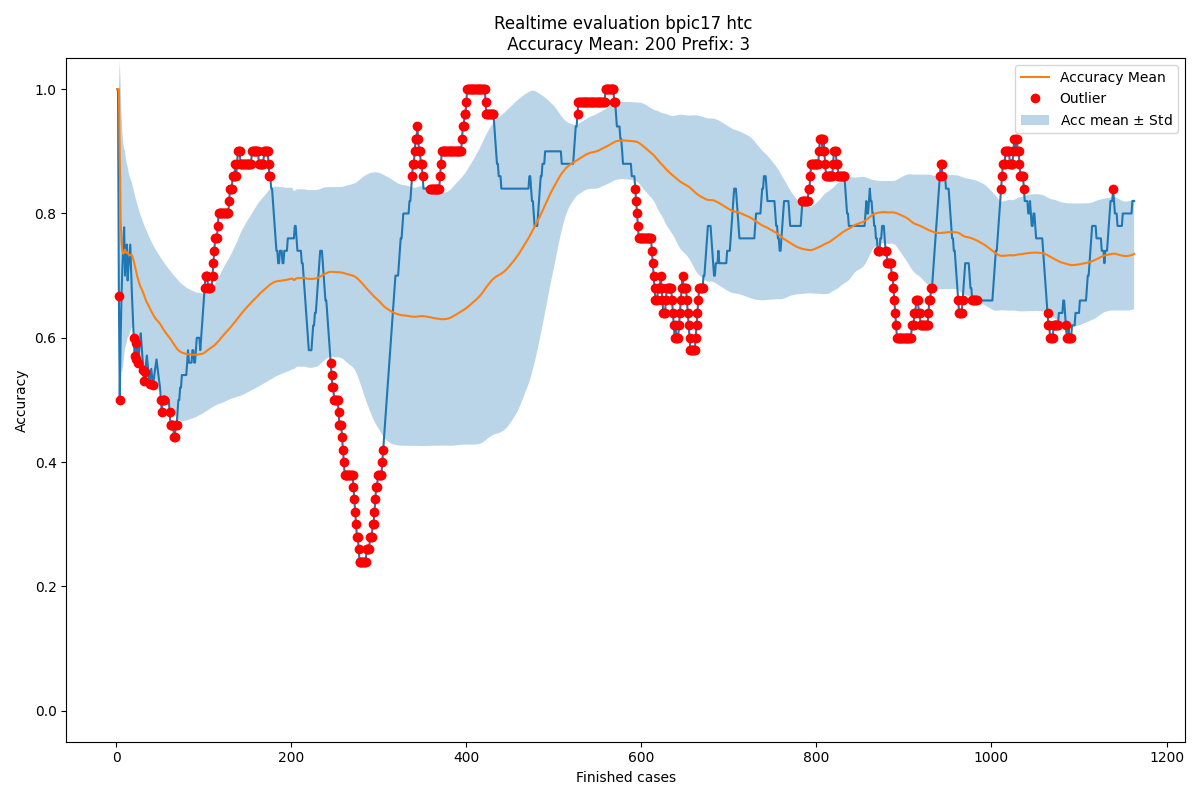 Realtime evaluation bpic17 htc
Accuracy Mean: 200 Prefix: 3
Accuracy Mean
Outlier
Acc mean ± Std
Accuracy
1.0
0.8
0.6
0.4
0.2
0.0
0
200
400
600
800
1000
1200
Finished cases